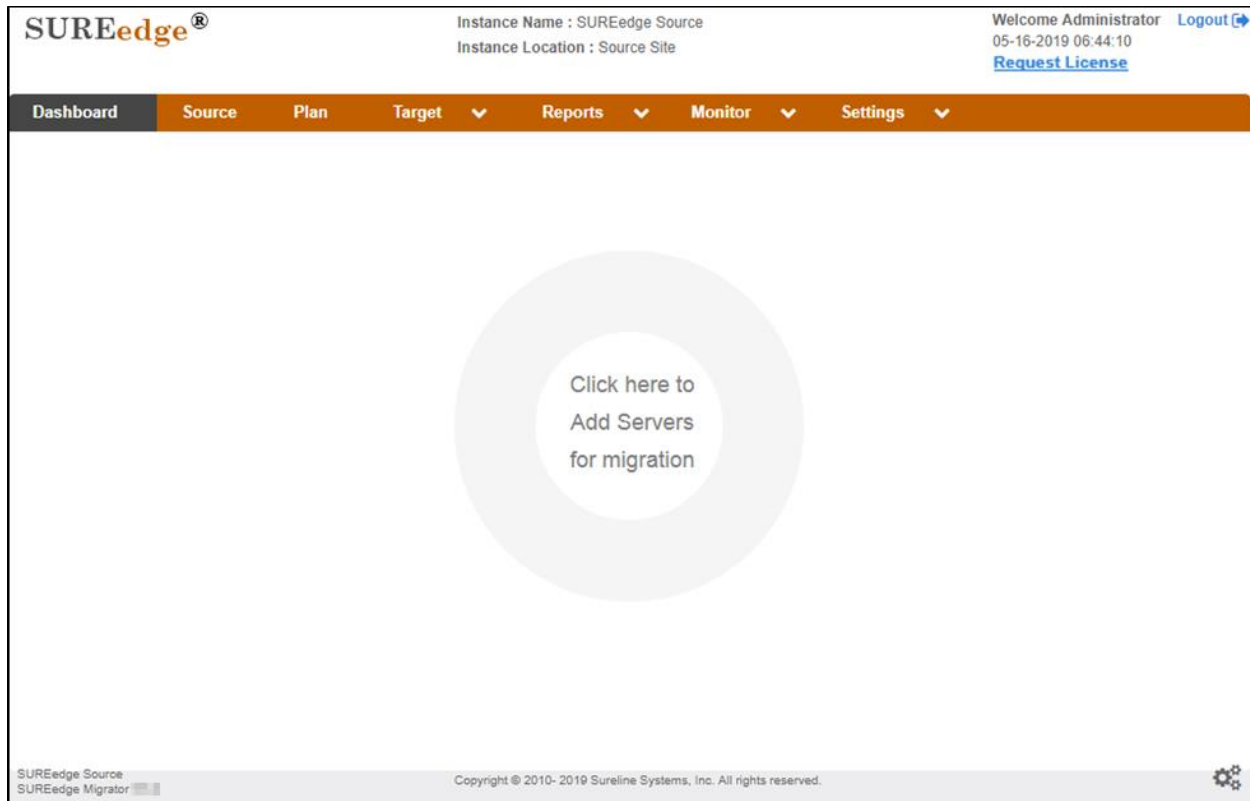 SUREedge®
Instance Name : SUREedge Source
Instance Location : Source Site
Welcome Administrator Logout
05-16-2019 06:44:10
Request License
Dashboard Source Plan Target Reports Monitor Settings
Click here to
Add Servers
for migration
SUREedge Source
SUREedge Migrator
Copyright © 2010- 2019 Sureline Systems, Inc. All rights reserved.